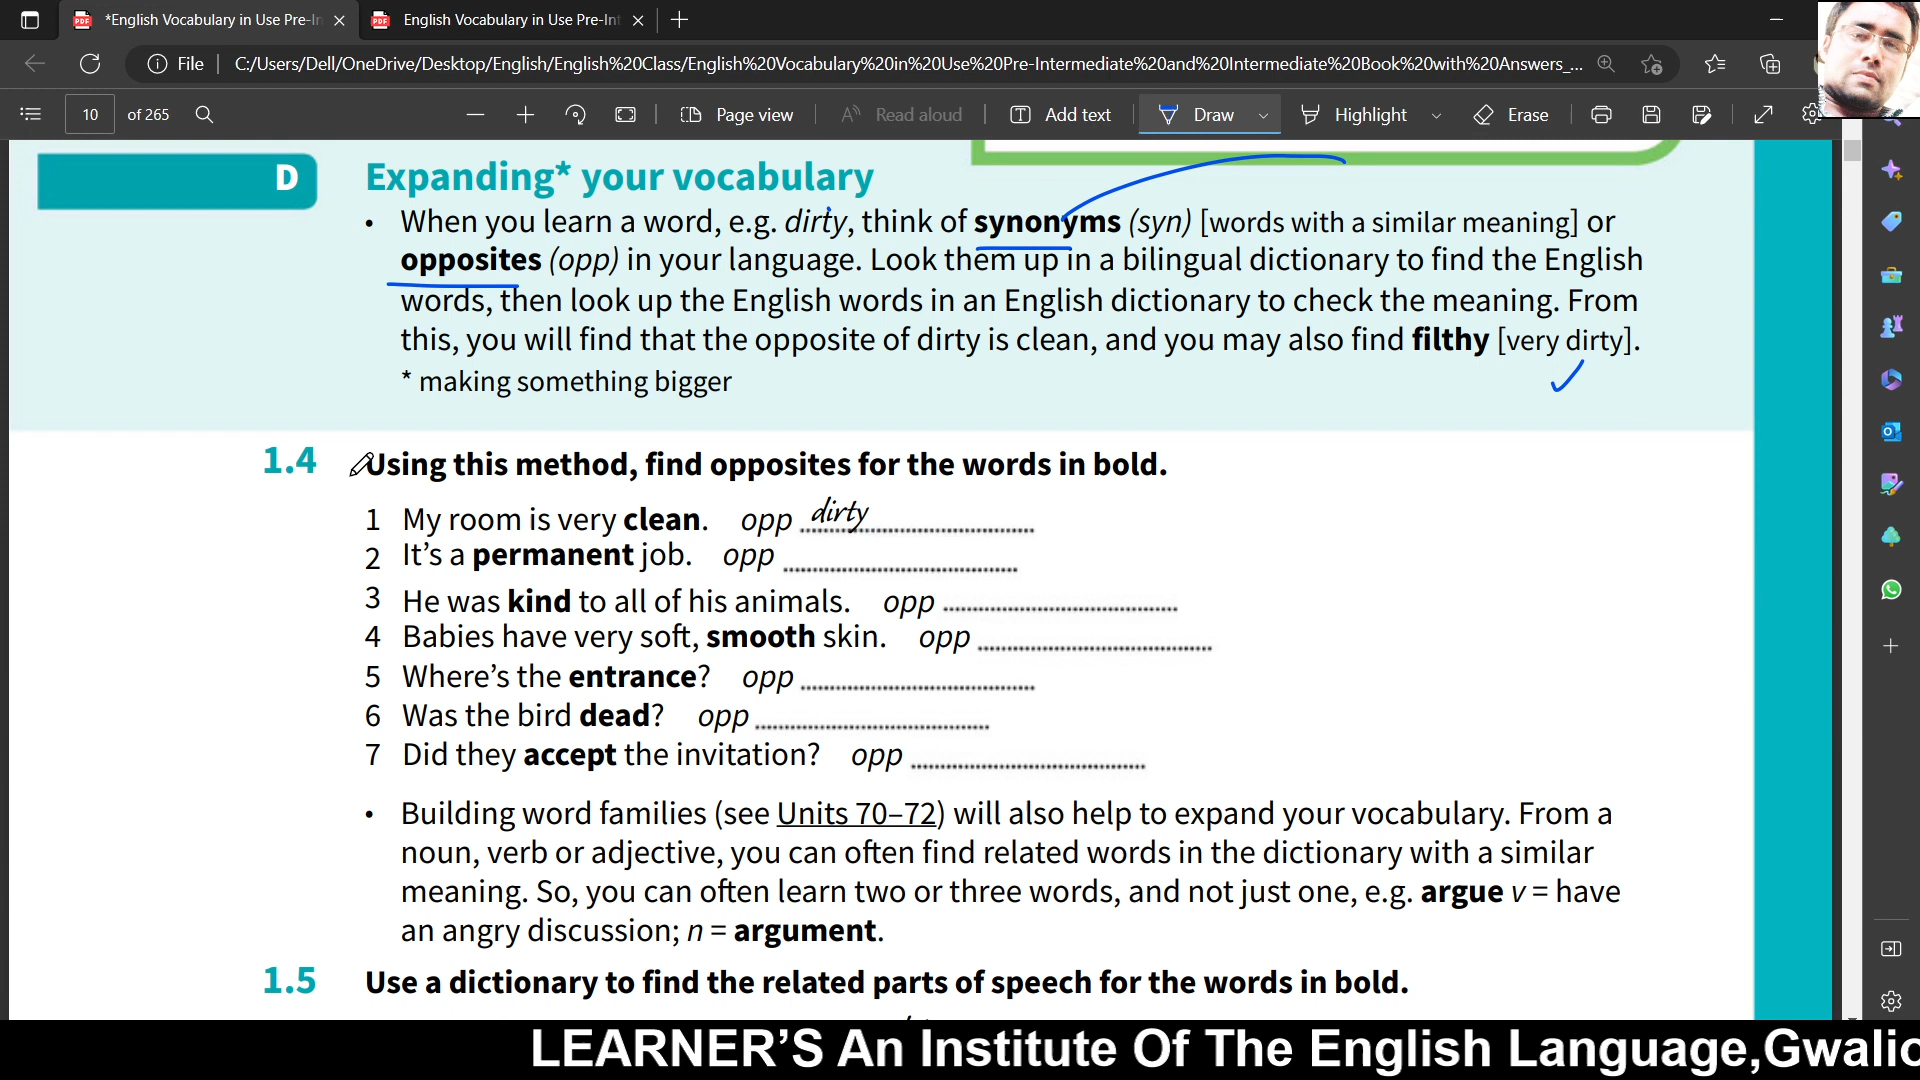 *English Vocabulary in Use Pre-In
English Vocabulary in Use Pre-Int
File
C:/Users/Dell/OneDrive/Desktop/English/English%20Class/English%20Vocabulary%20in%20Use%20Pre-Intermediate%20and%20Intermediate%20Book%20with%20Answers_...
10 of 265
Page view
Read aloud
Add text
Draw
Highlight
Erase
D Expanding* your vocabulary
• When you learn a word, e.g. dirty, think of synonyms (syn) [words with a similar meaning] or
opposites (opp) in your language. Look them up in a bilingual dictionary to find the English
words, then look up the English words in an English dictionary to check the meaning. From
this, you will find that the opposite of dirty is clean, and you may also find filthy [very dirty].
* making something bigger
1.4 Using this method, find opposites for the words in bold.
1 My room is very clean. opp dirty
2 It’s a permanent job. opp
3 He was kind to all of his animals. opp
4 Babies have very soft, smooth skin. opp
5 Where’s the entrance? opp
6 Was the bird dead? opp
7 Did they accept the invitation? opp
• Building word families (see Units 70–72) will also help to expand your vocabulary. From a
noun, verb or adjective, you can often find related words in the dictionary with a similar
meaning. So, you can often learn two or three words, and not just one, e.g. argue v = have
an angry discussion; n = argument.
1.5 Use a dictionary to find the related parts of speech for the words in bold.
LEARNER’S An Institute Of The English Language,Gwalio